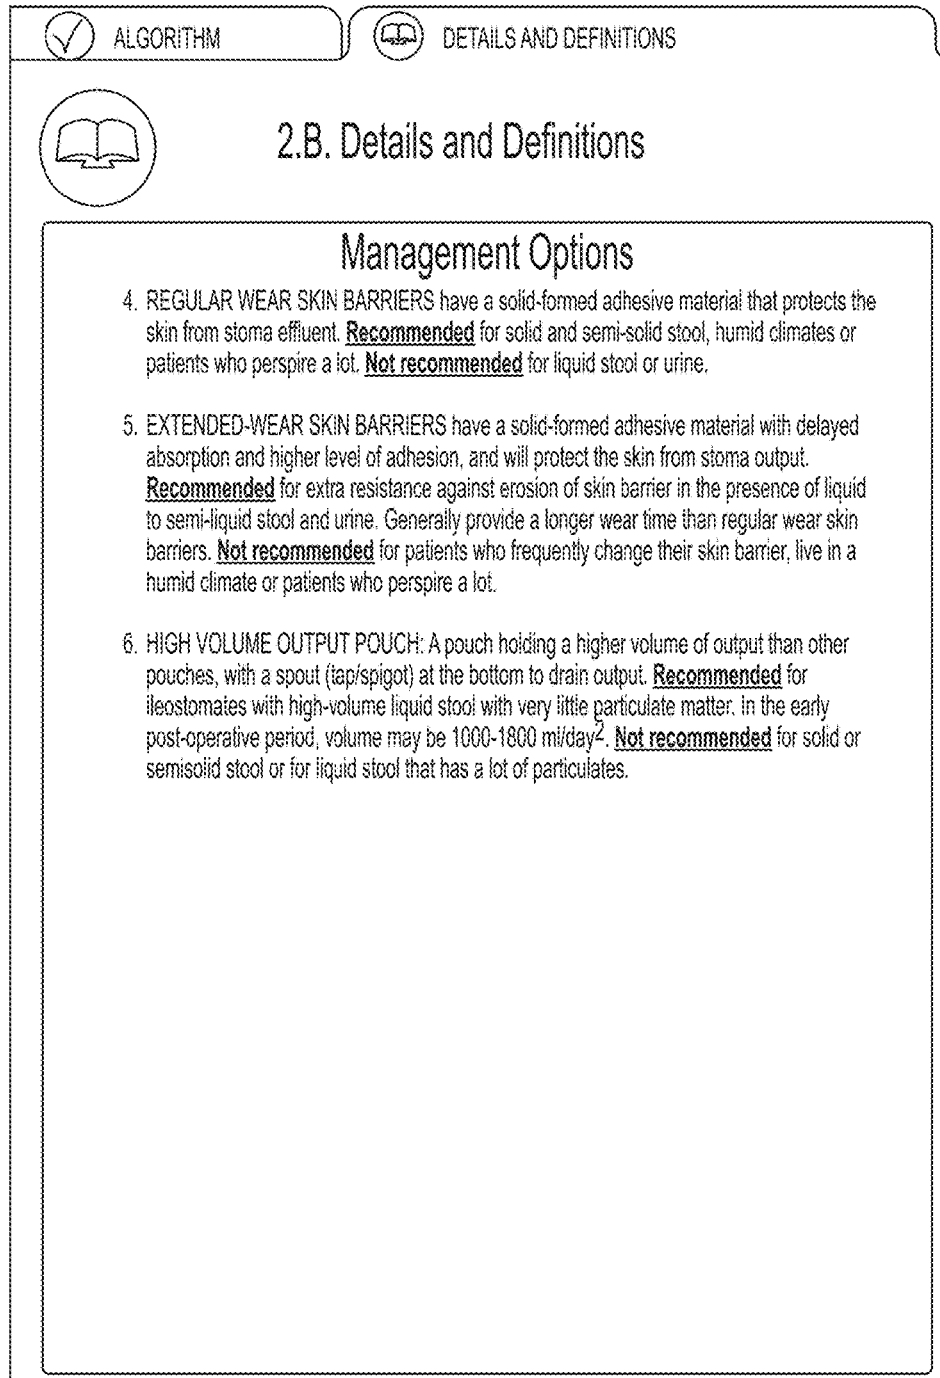 ALGORITHM
DETAILS AND DEFINITIONS
2.B. Details and Definitions
Management Options
4. REGULAR WEAR SKIN BARRIERS have a solid-formed adhesive material that protects the
skin from stoma effluent. Recommended for solid and semi-solid stool, humid climates or
patients who perspire a lot. Not recommended for liquid stool or urine.
5. EXTENDED-WEAR SKIN BARRIERS have a solid-formed adhesive material with delayed
absorption and higher level of adhesion, and will protect the skin from stoma output.
Recommended for extra resistance against erosion of skin barrier in the presence of liquid
to semi-liquid stool and urine. Generally provide a longer wear time than regular wear skin
barriers. Not recommended for patients who frequently change their skin barrier, live in a
humid climate or patients who perspire a lot.
6. HIGH VOLUME OUTPUT POUCH: A pouch holding a higher volume of output than other
pouches, with a spout (tap/spigot) at the bottom to drain output. Recommended for
ileostomates with high-volume liquid stool with very little particulate matter. In the early
post-operative period, volume may be 1000-1800 ml/day². Not recommended for solid or
semisolid stool or for liquid stool that has a lot of particulates.